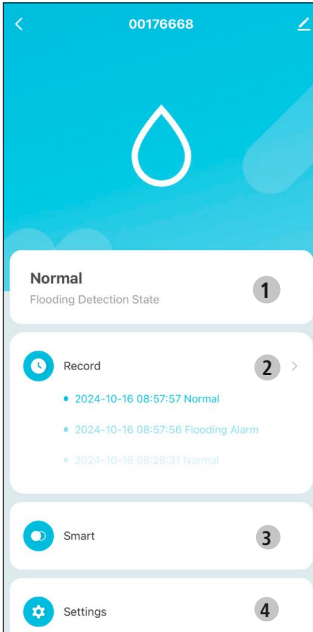 00176668
Normal
Flooding Detection State
1
Record
2
2024-10-16 08:57:57 Normal
2024-10-16 08:57:56 Flooding Alarm
2024-10-16 08:26:31 Normal
Smart
3
Settings
4